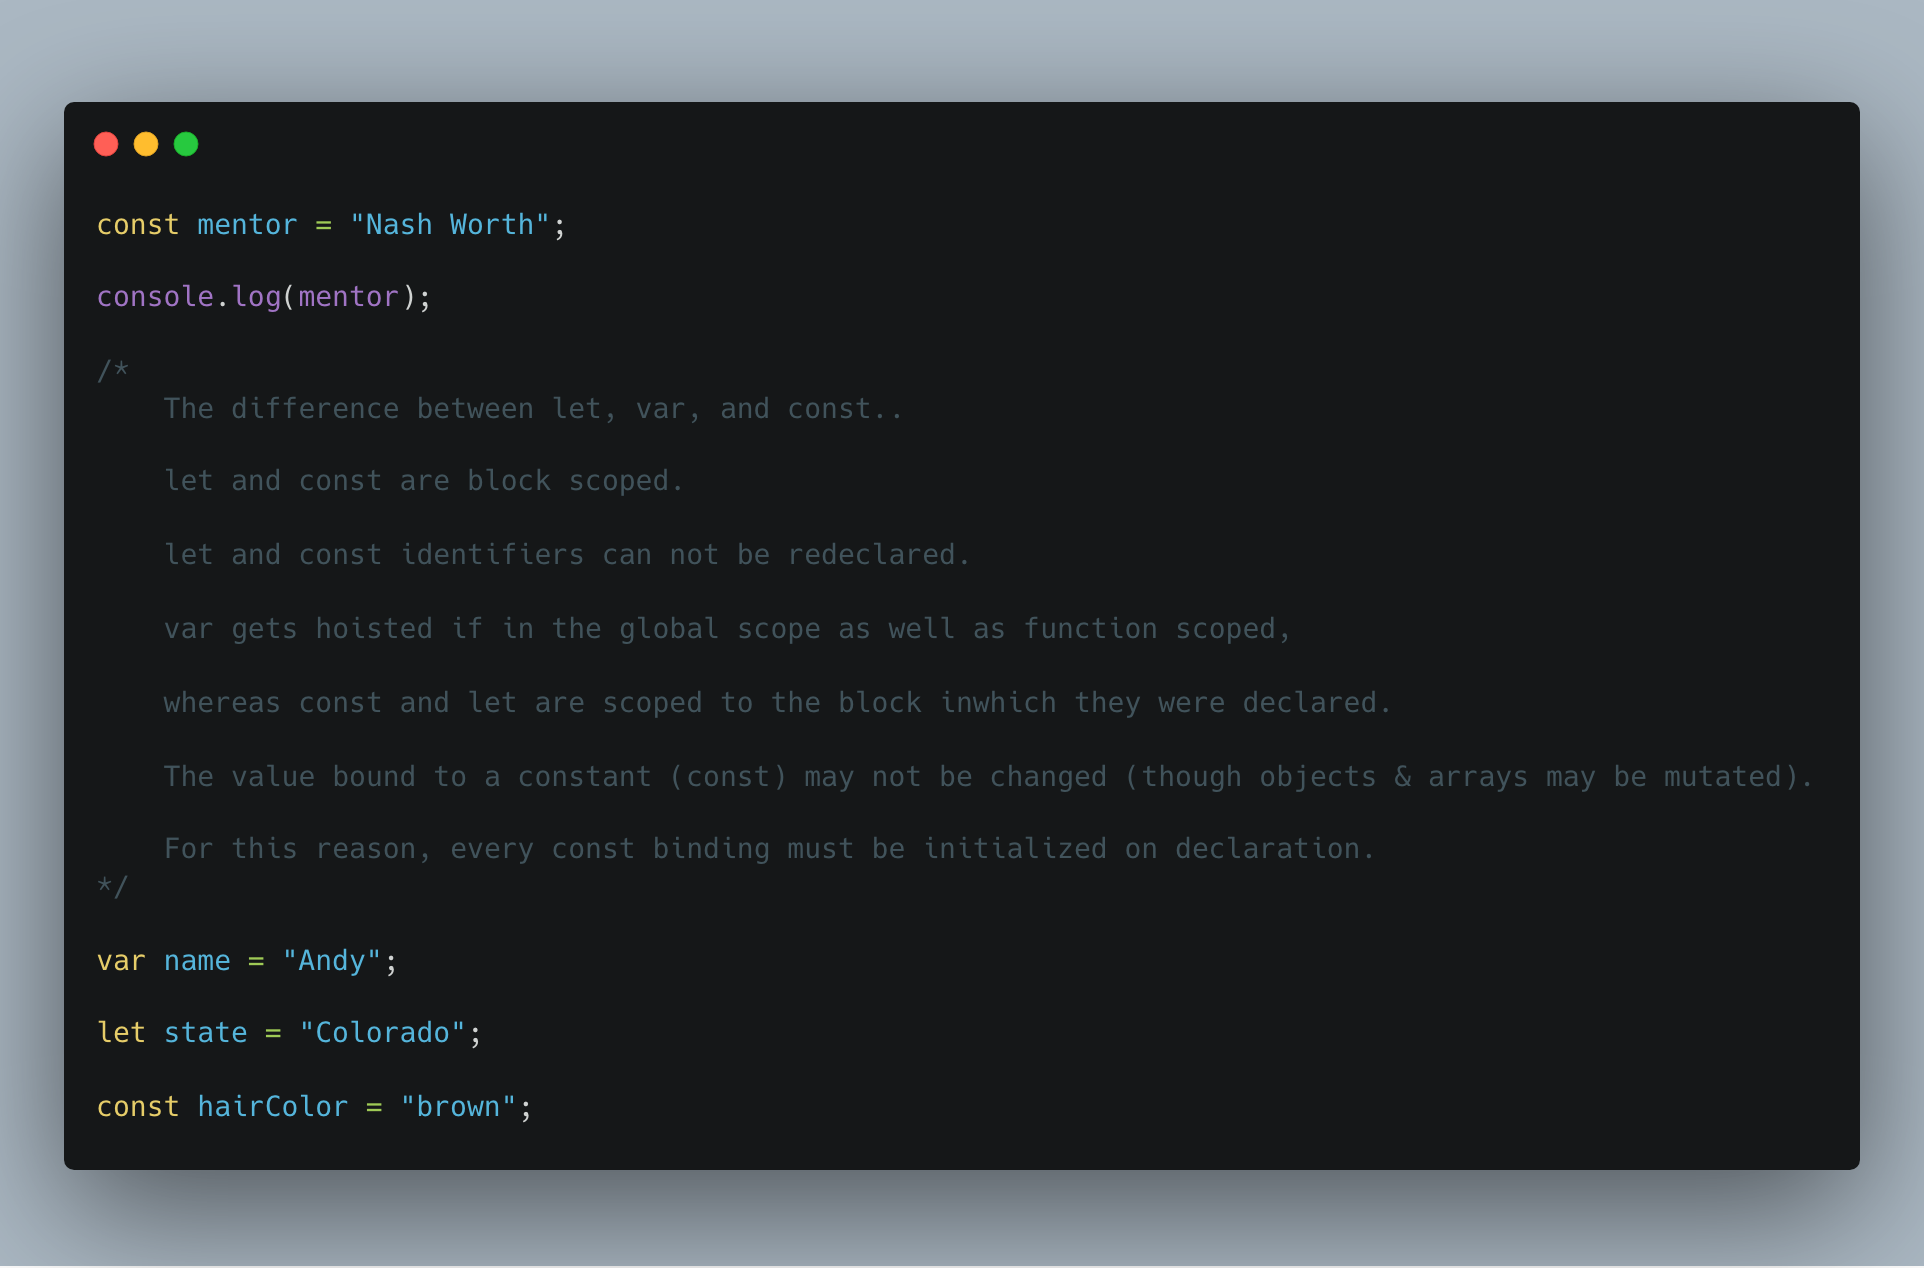 const mentor = "Nash Worth";
console.log(mentor);
/*
The difference between let, var, and const..
let and const are block scoped.
let and const identifiers can not be redeclared.
var gets hoisted if in the global scope as well as function scoped,
whereas const and let are scoped to the block inwhich they were declared.
The value bound to a constant (const) may not be changed (though objects & arrays may be mutated).
For this reason, every const binding must be initialized on declaration.
*/
var name = "Andy";
let state = "Colorado";
const hairColor = "brown";